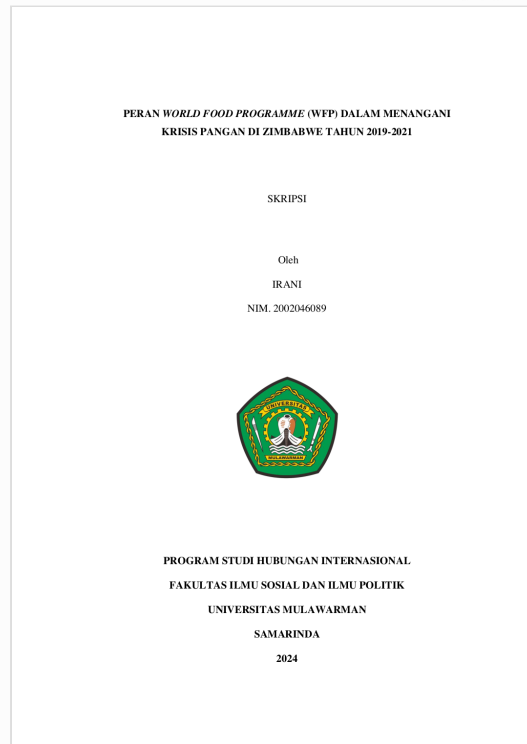 PERAN WORLD FOOD PROGRAMME (WFP) DALAM MENANGANI
KRISIS PANGAN DI ZIMBABWE TAHUN 2019-2021
SKRIPSI
Oleh
IRANI
NIM. 2002046089
UNIVERSITAS
MULAWARMAN
PROGRAM STUDI HUBUNGAN INTERNASIONAL
FAKULTAS ILMU SOSIAL DAN ILMU POLITIK
UNIVERSITAS MULAWARMAN
SAMARINDA
2024